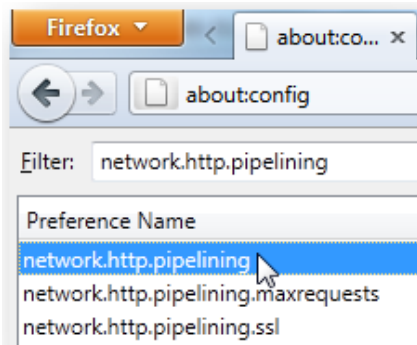 Firefox
about:co...
about:config
Filter: network.http.pipelining
Preference Name
network.http.pipelining
network.http.pipelining.maxrequests
network.http.pipelining.ssl